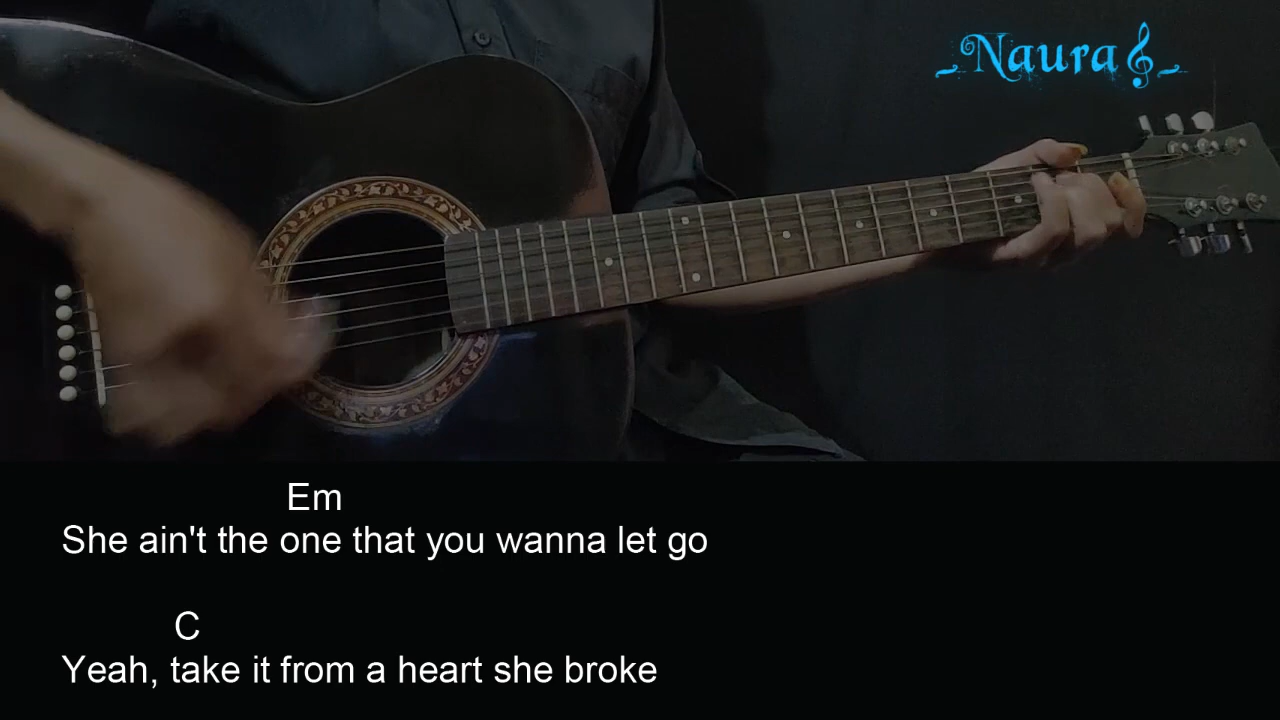 Naura
Em
She ain't the one that you wanna let go
C
Yeah, take it from a heart she broke